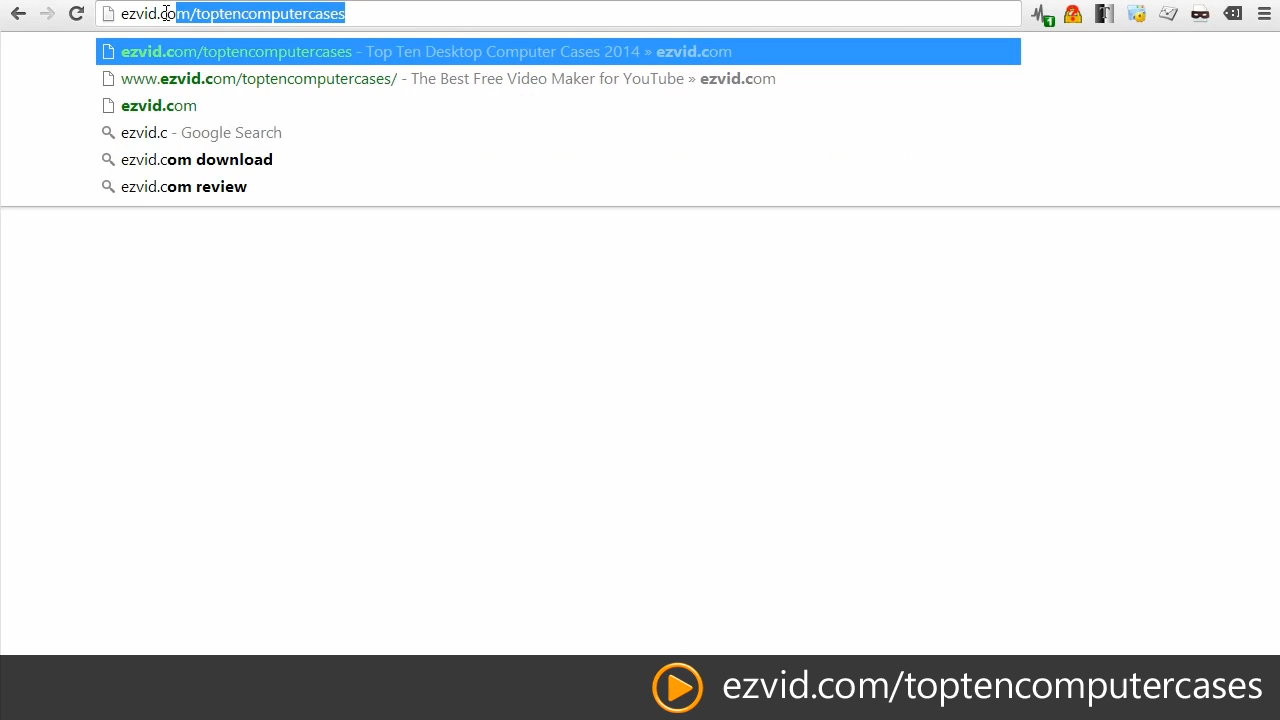 ezvid.com/toptencomputercases
1
ezvid.com/toptencomputercases - Top Ten Desktop Computer Cases 2014 » ezvid.com
www.ezvid.com/toptencomputercases/ - The Best Free Video Maker for YouTube » ezvid.com
ezvid.com
ezvid.c - Google Search
ezvid.com download
ezvid.com review
ezvid.com/toptencomputercases